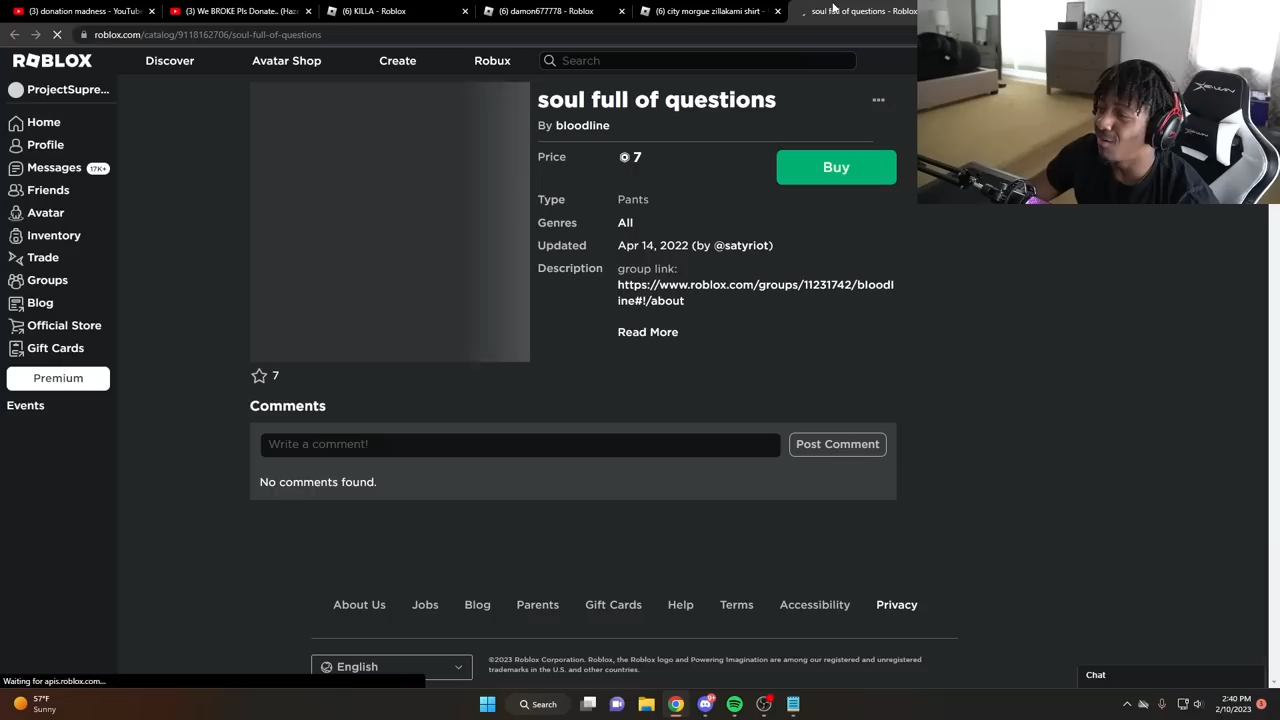 (3) donation madness - YouTube
(3) We BROKE Pls Donate.. (Haz
(6) KILLA - Roblox
(6) damon677778 - Roblox
(6) city morgue zillakami shirt -
soul full of questions - Roblox
roblox.com/catalog/9118162706/soul-full-of-questions
ROBLOX
Discover
Avatar Shop
Create
Robux
Search
ProjectSupre...
Home
Profile
Messages
17K+
Friends
Avatar
Inventory
Trade
Groups
Blog
Official Store
Gift Cards
Premium
Events
soul full of questions
By bloodline
Price
7
Buy
Type
Pants
Genres
All
Updated
Apr 14, 2022 (by @satyriot)
Description
group link:
https://www.roblox.com/groups/11231742/bloodl
ine#!/about
Read More
7
Comments
Write a comment!
Post Comment
No comments found.
About Us
Jobs
Blog
Parents
Gift Cards
Help
Terms
Accessibility
Privacy
English
©2023 Roblox Corporation. Roblox, the Roblox logo and Powering Imagination are among our registered and unregistered
trademarks in the U.S. and other countries.
Chat
Waiting for apis.roblox.com...
57°F
Sunny
Search
2:40 PM
2/10/2023
3